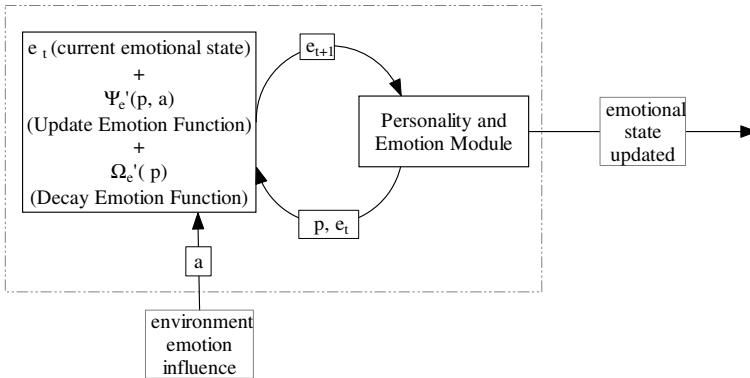 e t (current emotional state)
+
Ψe'(p, a)
(Update Emotion Function)
+
Ωe'( p)
(Decay Emotion Function)
et+1
Personality and
Emotion Module
p, et
emotional
state
updated
a
environment
emotion
influence